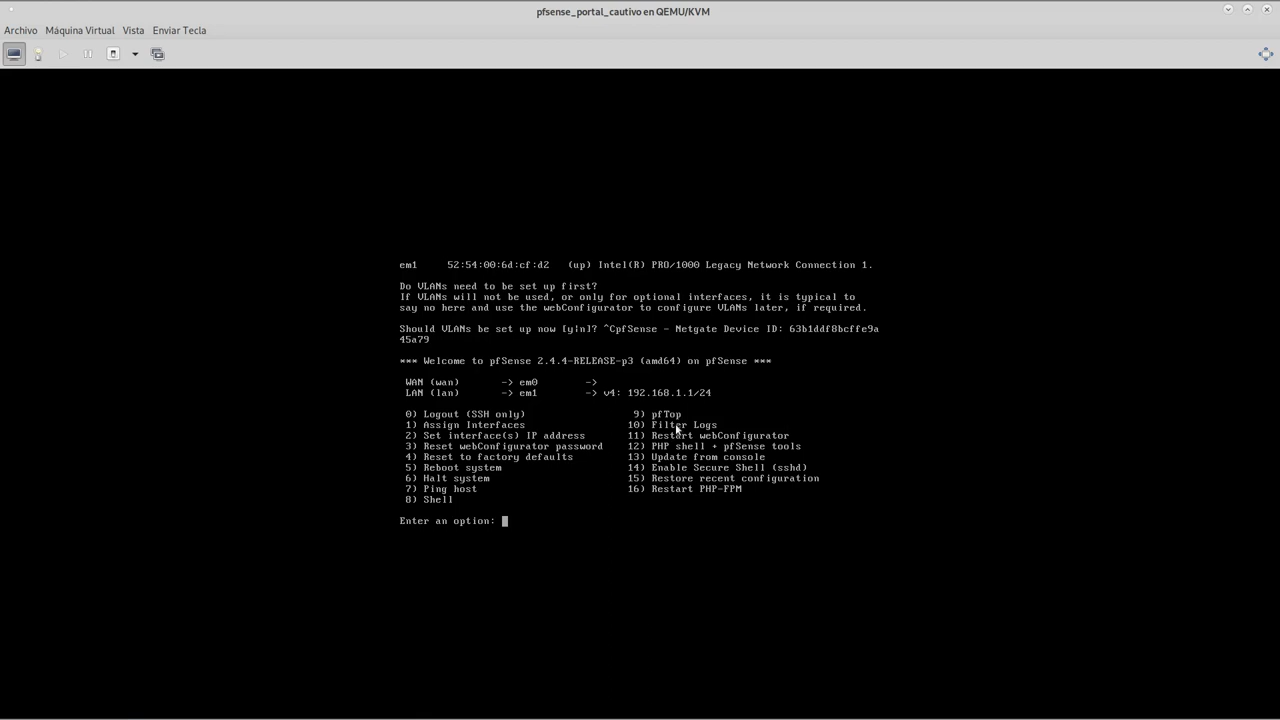 pfsense_portal_cautivo en QEMU/KVM
Archivo Máquina Virtual Vista Enviar Tecla
em1 52:54:00:6d:cf:d2 (up) Intel(R) PRO/1000 Legacy Network Connection 1.
Do VLANs need to be set up first?
If VLANs will not be used, or only for optional interfaces, it is typical to
say no here and use the webConfigurator to configure VLANs later, if required.
Should VLANs be set up now [y|n]? ^CpfSense - Netgate Device ID: 63b1ddf8bcffe9a
45a79
*** Welcome to pfSense 2.4.4-RELEASE-p3 (amd64) on pfSense ***
WAN (wan) -> em0 ->
LAN (lan) -> em1 -> v4: 192.168.1.1/24
0) Logout (SSH only) 9) pfTop
1) Assign Interfaces 10) Filter Logs
2) Set interface(s) IP address 11) Restart webConfigurator
3) Reset webConfigurator password 12) PHP shell + pfSense tools
4) Reset to factory defaults 13) Update from console
5) Reboot system 14) Enable Secure Shell (sshd)
6) Halt system 15) Restore recent configuration
7) Ping host 16) Restart PHP-FPM
8) Shell
Enter an option: